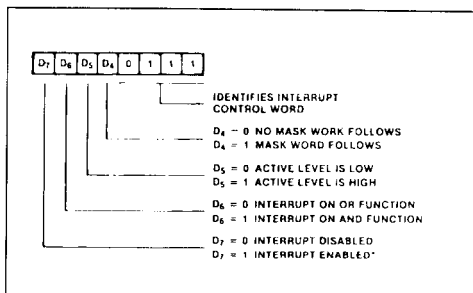 D7 D6 D5 D4 0 1 1 1
IDENTIFIES INTERRUPT
CONTROL WORD
D4 = 0 NO MASK WORK FOLLOWS
D4 = 1 MASK WORD FOLLOWS
D5 = 0 ACTIVE LEVEL IS LOW
D5 = 1 ACTIVE LEVEL IS HIGH
D6 = 0 INTERRUPT ON OR FUNCTION
D6 = 1 INTERRUPT ON AND FUNCTION
D7 = 0 INTERRUPT DISABLED
D7 = 1 INTERRUPT ENABLED*